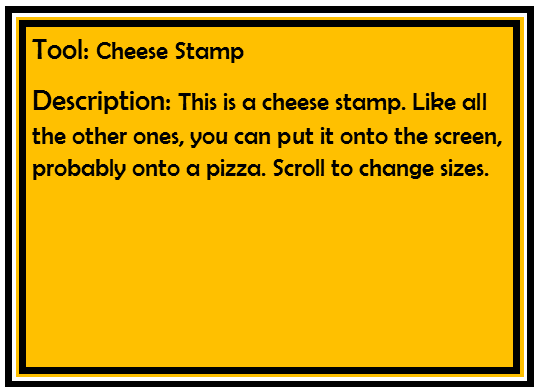 Tool: Cheese Stamp
Description: This is a cheese stamp. Like all
the other ones, you can put it onto the screen,
probably onto a pizza. Scroll to change sizes.